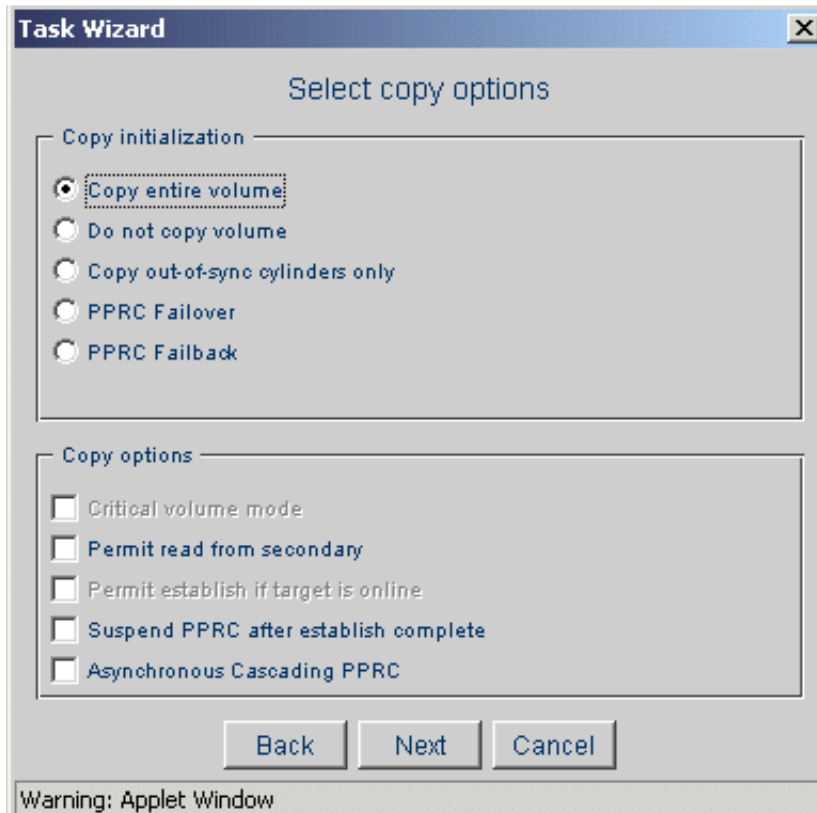 Task Wizard
Select copy options
Copy initialization
Copy entire volume
Do not copy volume
Copy out-of-sync cylinders only
PPRC Failover
PPRC Failback
Copy options
Critical volume mode
Permit read from secondary
Permit establish if target is online
Suspend PPRC after establish complete
Asynchronous Cascading PPRC
Back Next Cancel
Warning: Applet Window